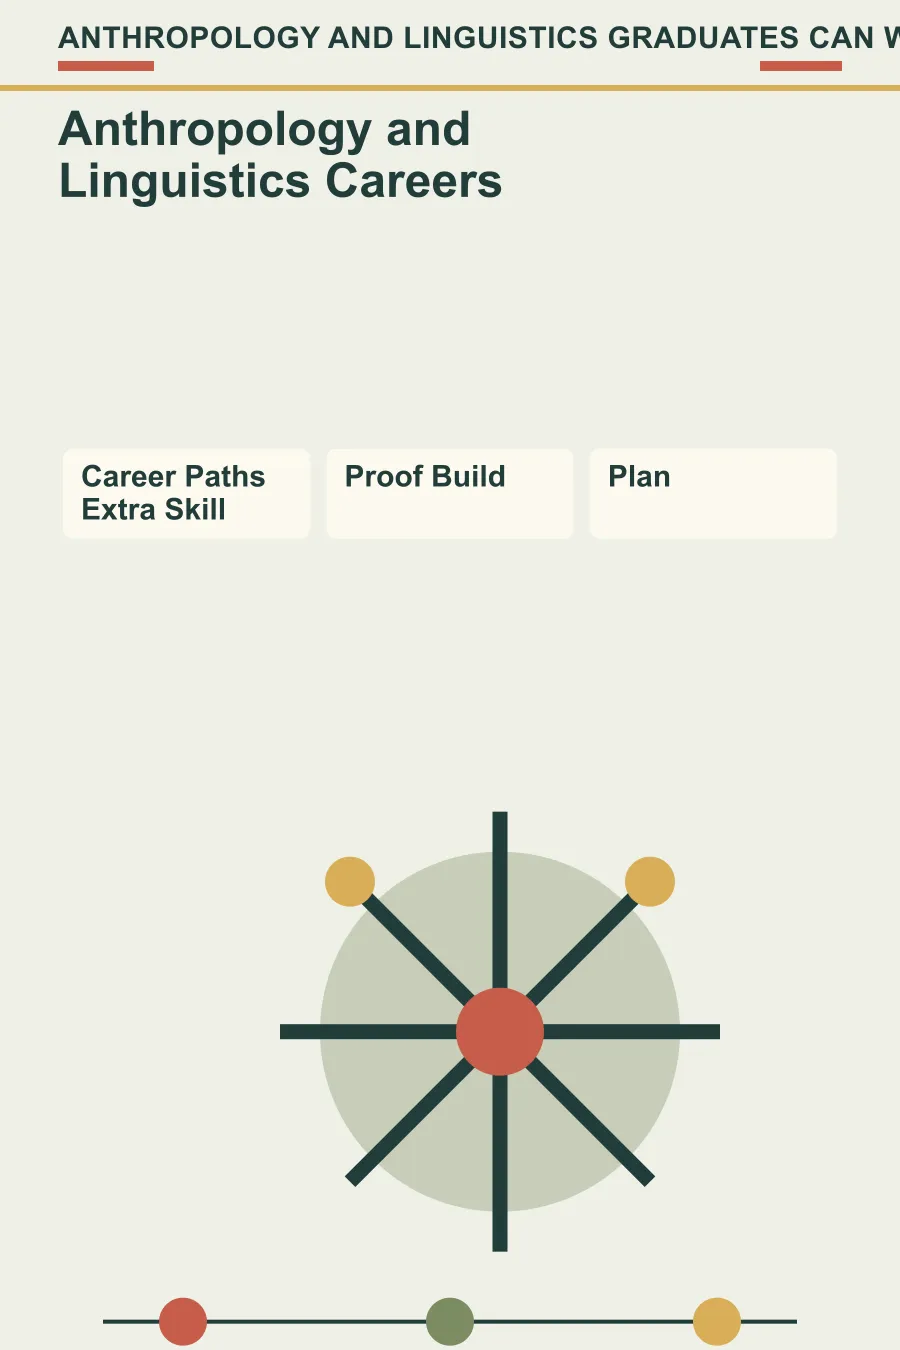 ANTHROPOLOGY AND LINGUISTICS GRADUATES CAN
Anthropology and
Linguistics Careers
Career Paths
Extra Skill
Proof Build
Plan